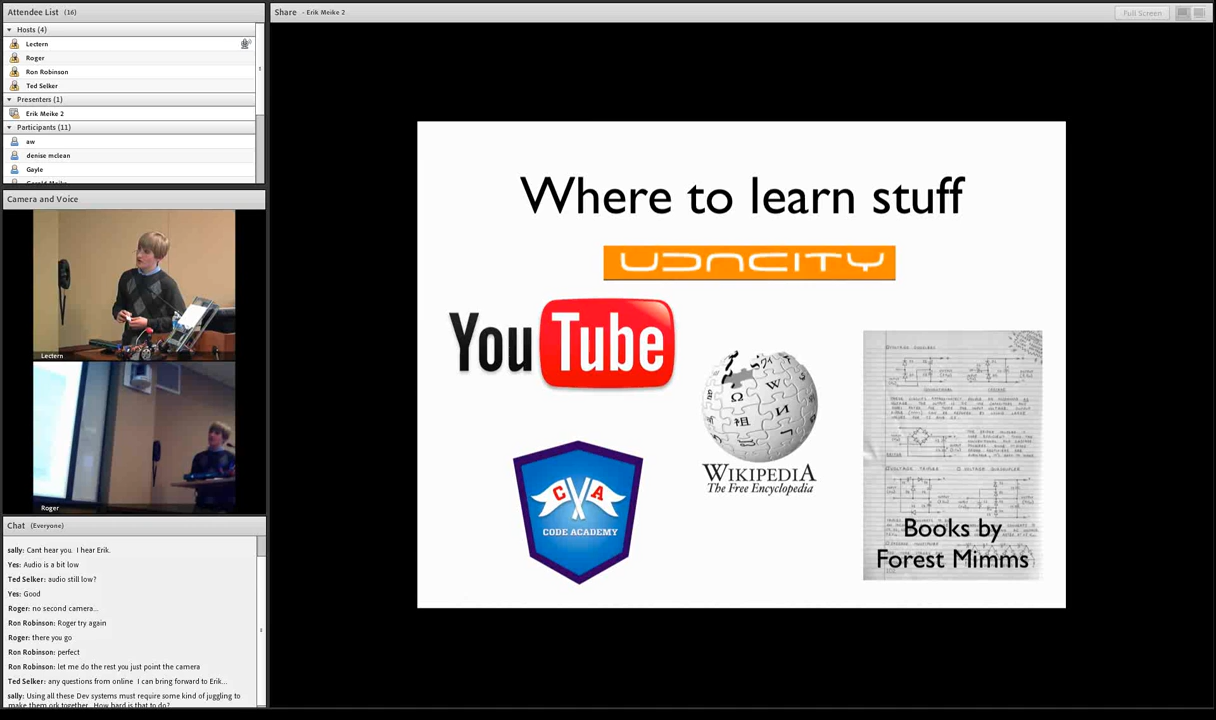 Attendee List (16)
Hosts (4)
Lectern
Roger
Ron Robinson
Ted Selker
Presenters (1)
Erik Meike 2
Participants (11)
aw
denise mclean
Gayle
Camera and Voice
Lectern
Roger
Chat (Everyone)
sally: Cant hear you. I hear Erik.
Yes: Audio is a bit low
Ted Selker: audio still low?
Yes: Good
Roger: no second camera...
Ron Robinson: Roger try again
Roger: there you go
Ron Robinson: perfect
Ron Robinson: let me do the rest you just point the camera
Ted Selker: any questions from online I can bring forward to Erik...
sally: Using all these Dev systems must require some kind of juggling to
make them ork together. How hard is that to do?
Share - Erik Meike 2
Full Screen
Where to learn stuff
UDACITY
YouTube
WIKIPEDIA
The Free Encyclopedia
C A
CODE ACADEMY
Books by
Forest Mimms